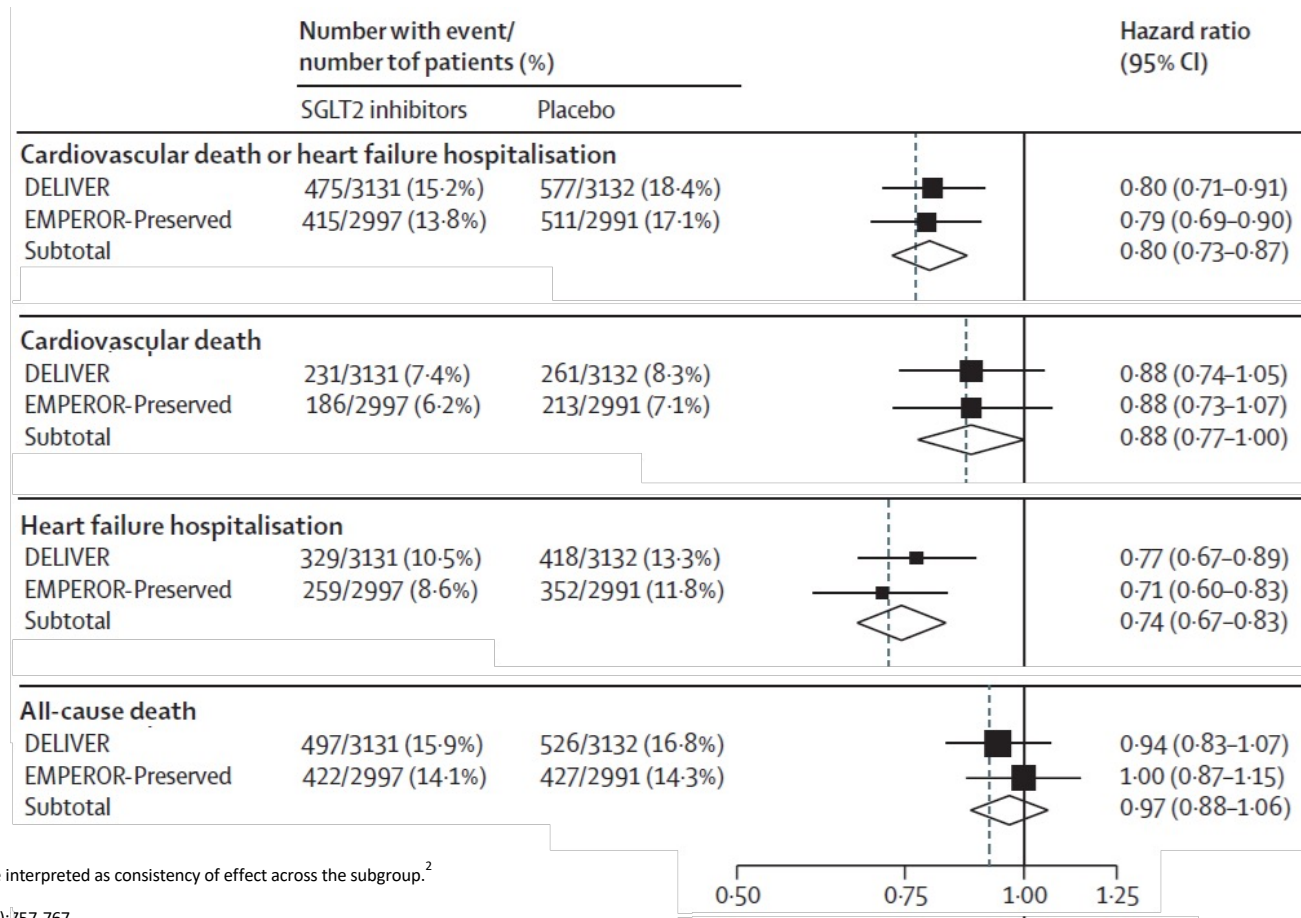 Number with event/ Hazard ratio
number tof patients (%) (95% CI)
SGLT2 inhibitors Placebo
Cardiovascular death or heart failure hospitalisation
DELIVER 475/3131 (15·2%) 577/3132 (18·4%) 0·80 (0·71–0·91)
EMPEROR-Preserved 415/2997 (13·8%) 511/2991 (17·1%) 0·79 (0·69–0·90)
Subtotal 0·80 (0·73–0·87)
Cardiovascular death
DELIVER 231/3131 (7·4%) 261/3132 (8·3%) 0·88 (0·74–1·05)
EMPEROR-Preserved 186/2997 (6·2%) 213/2991 (7·1%) 0·88 (0·73–1·07)
Subtotal 0·88 (0·77–1·00)
Heart failure hospitalisation
DELIVER 329/3131 (10·5%) 418/3132 (13·3%) 0·77 (0·67–0·89)
EMPEROR-Preserved 259/2997 (8·6%) 352/2991 (11·8%) 0·71 (0·60–0·83)
Subtotal 0·74 (0·67–0·83)
All-cause death
DELIVER 497/3131 (15·9%) 526/3132 (16·8%) 0·94 (0·83–1·07)
EMPEROR-Preserved 422/2997 (14·1%) 427/2991 (14·3%) 1·00 (0·87–1·15)
Subtotal 0·97 (0·88–1·06)
interpreted as consistency of effect across the subgroup.2
0·50 0·75 1·00 1·25